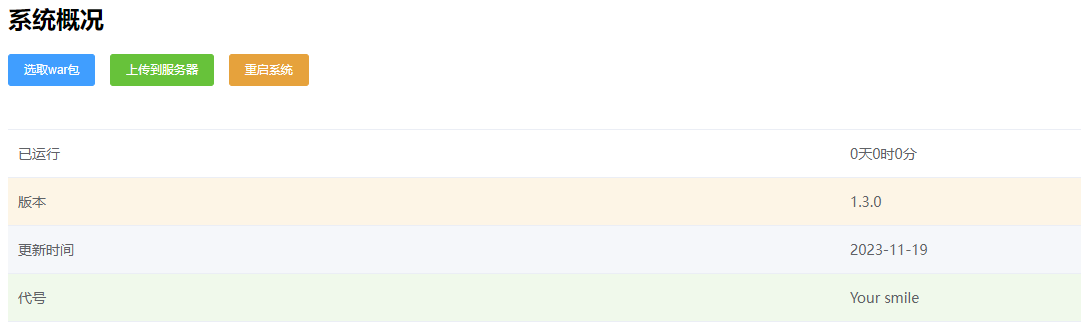 系统概况
选取war包 上传到服务器 重启系统
已运行 0天0时0分
版本 1.3.0
更新时间 2023-11-19
代号 Your smile